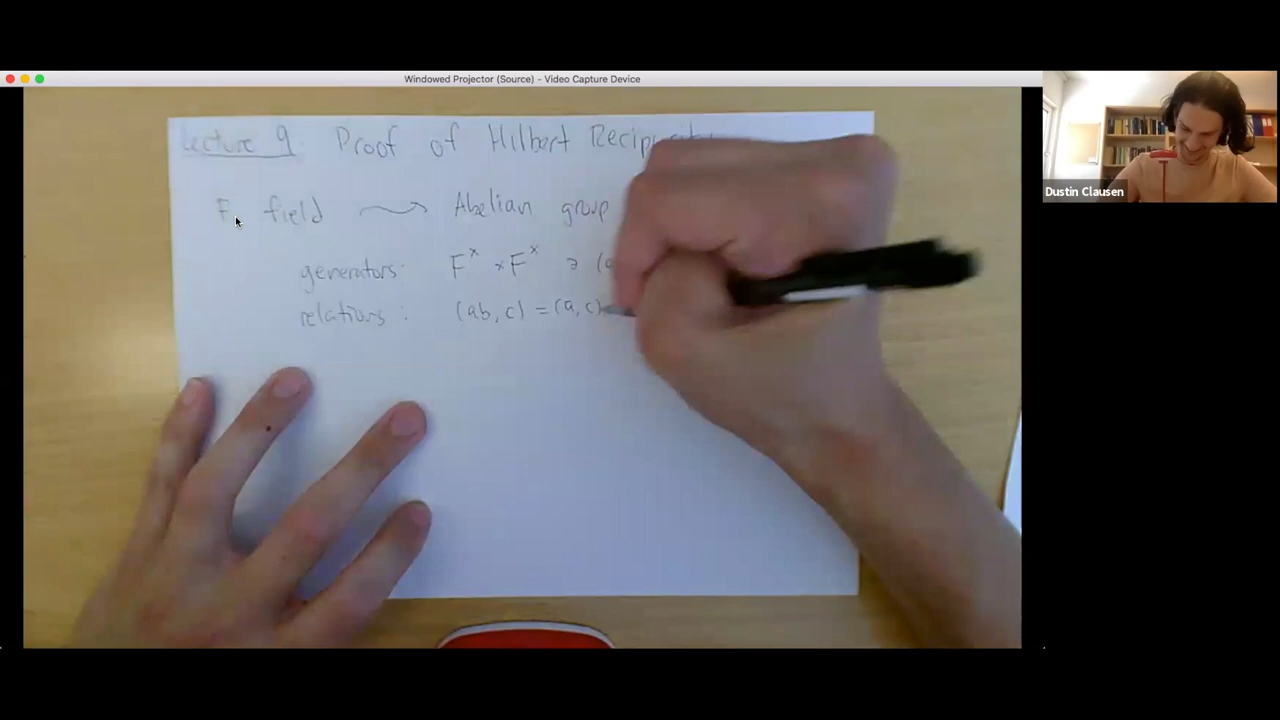 Windowed Projector (Source) - Video Capture Device
Dustin Clausen
Lecture 9: Proof of Hilbert
F field ⟿ Abelian group
generators: F^× × F^× ∋ (a
relations: (ab, c) = (a, c)